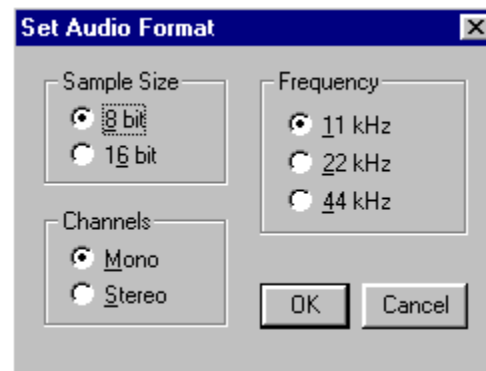 Set Audio Format
Sample Size
8 bit
16 bit
Channels
Mono
Stereo
Frequency
11 kHz
22 kHz
44 kHz
OK
Cancel